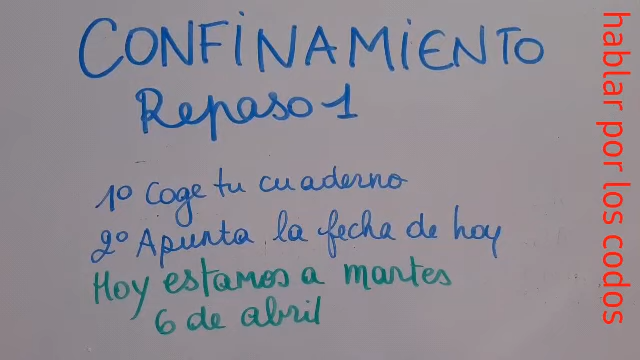 CONFINAMIENTO
Repaso 1
1º Coge tu cuaderno
2º Apunta la fecha de hoy
Hoy estamos a martes
6 de abril
hablar por los codos